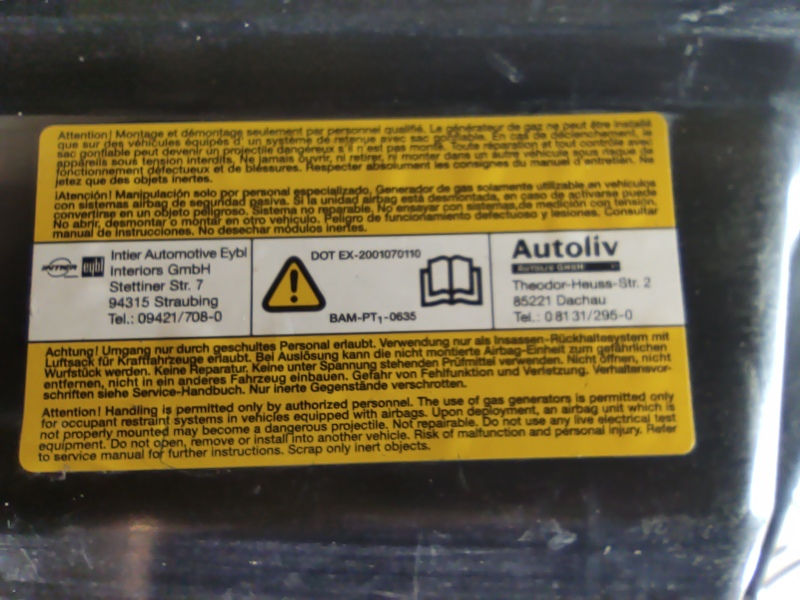 Attention! Montage et démontage seulement par personnel qualifié. Le générateur de gaz ne peut être installé
que sur des véhicules équipés d' un système de retenue avec sac gonflable. En cas de déclenchement, le
sac gonflable peut devenir un projectile dangereux s'il n est pas monté. Toute réparation et tout contrôle avec
appareils sous tension interdits. Ne jamais ouvrir, ni retirer, ni monter dans un autre véhicule sous risque de
fonctionnement défectueux et de bléssures. Respecter absolument les consignes du manuel d'entretien. Ne
jetez que des objets inertes.
¡Atención! Manipulación solo por personal especializado. Generador de gas solamente utilizable en vehículos
con sistemas airbag de seguridad pasiva. Si la unidad airbag está desmontada, en caso de activarse puede
convertirse en un objeto peligroso. Sistema no reparable. No ensayar con sistemas de medición con tensión.
No abrir, desmontar o montar en otro vehículo. Peligro de funcionamiento defectuoso y lesiones. Consultar
manual de instrucciones. No desechar módulos inertes.
INTIER eybl
Intier Automotive Eybl
Interiors GmbH
Stettiner Str. 7
94315 Straubing
Tel.: 09421/708-0
DOT EX-2001070110
BAM-PT1-0635
Autoliv
Autoliv GmbH
Theodor-Heuss-Str. 2
85221 Dachau
Tel.: 0 81 31/295-0
Achtung! Umgang nur durch geschultes Personal erlaubt. Verwendung nur als Insassen-Rückhaltesystem mit
Luftsack für Kraftfahrzeuge erlaubt. Bei Auslösung kann die nicht montierte Airbag-Einheit zum gefährlichen
Wurfstück werden. Keine Reparatur. Keine unter Spannung stehenden Prüfmittel verwenden. Nicht öffnen, nicht
entfernen, nicht in ein anderes Fahrzeug einbauen. Gefahr von Fehlfunktion und Verletzung. Verhaltensvor-
schriften siehe Service-Handbuch. Nur inerte Gegenstände verschrotten.
Attention! Handling is permitted only by authorized personnel. The use of gas generators is permitted only
for occupant restraint systems in vehicles equipped with airbags. Upon deployment, an airbag unit which is
not properly mounted may become a dangerous projectile. Not repairable. Do not use any live electrical test
equipment. Do not open, remove or install into another vehicle. Risk of malfunction and personal injury. Refer
to service manual for further instructions. Scrap only inert objects.